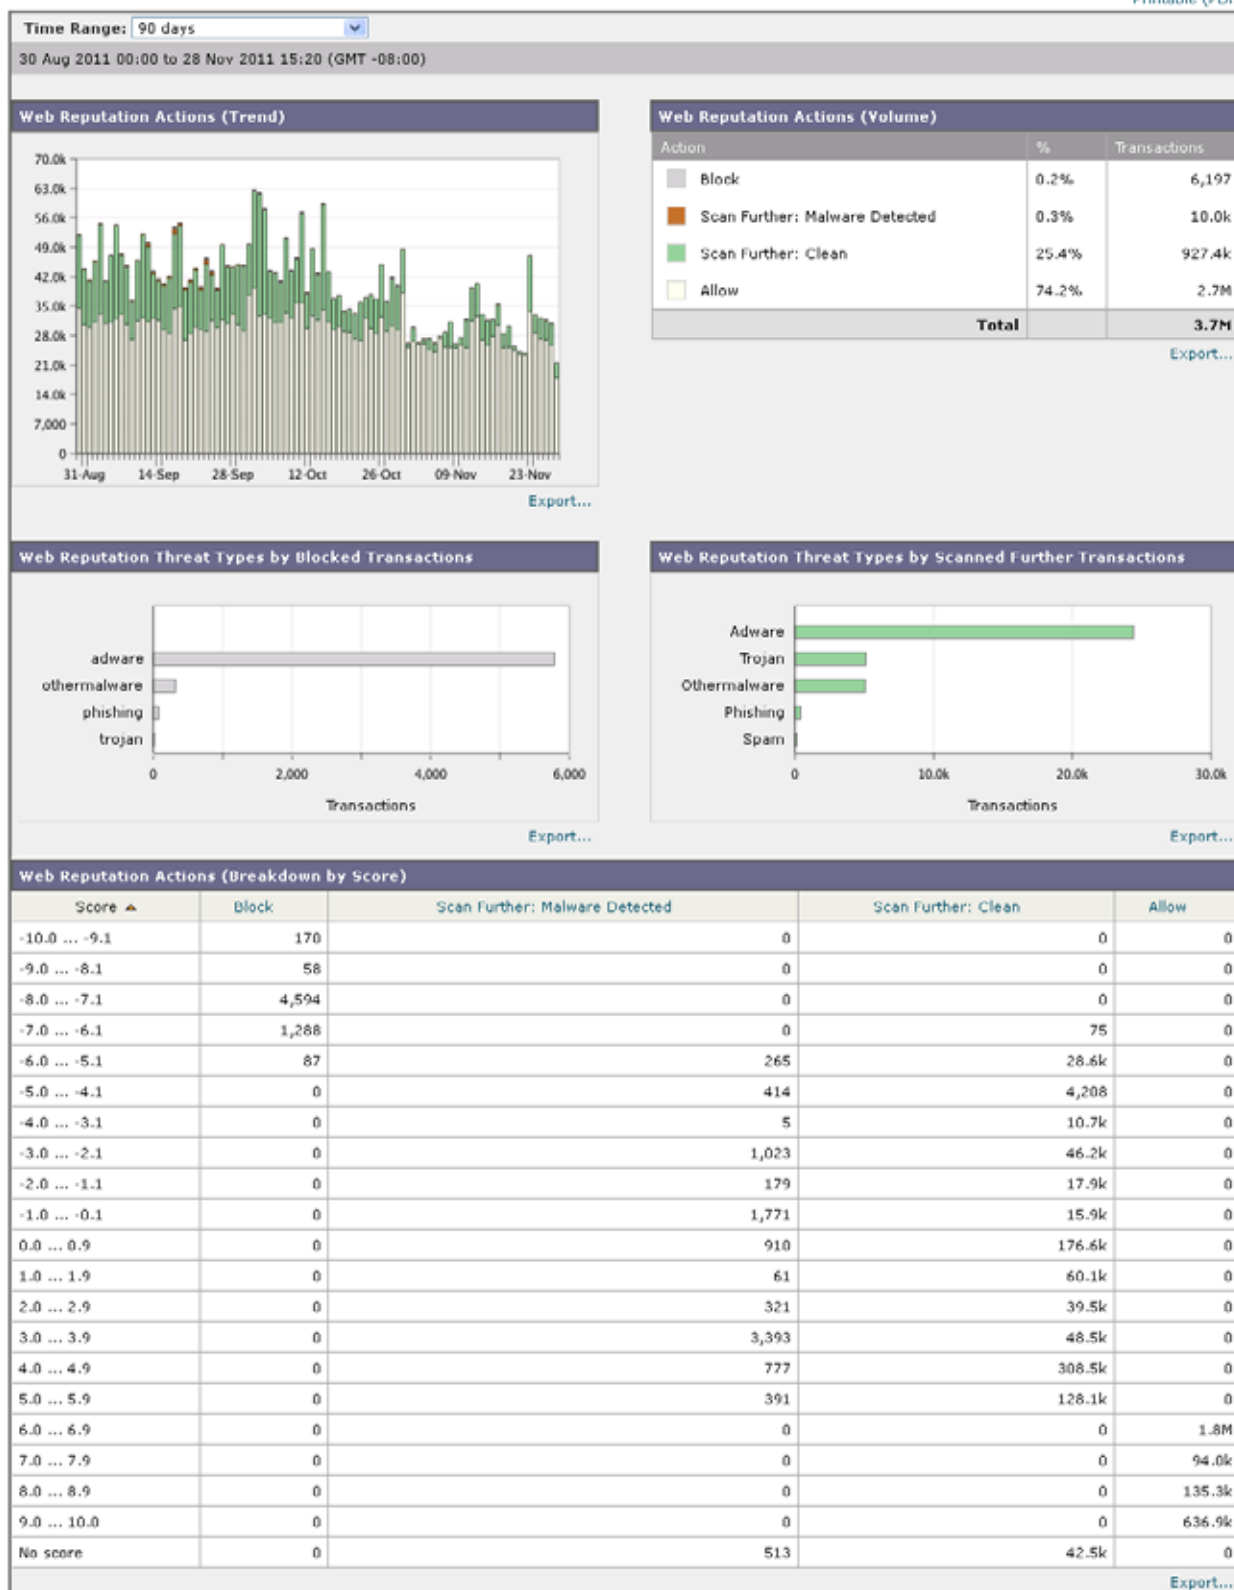 Time Range: 90 days
30 Aug 2011 00:00 to 28 Nov 2011 15:20 (GMT -08:00)
Web Reputation Actions (Trend)
70.0k
63.0k
56.0k
49.0k
42.0k
35.0k
28.0k
21.0k
14.0k
7,000
0
31-Aug 14-Sep 28-Sep 12-Oct 26-Oct 09-Nov 23-Nov
Export...
Web Reputation Actions (Volume)
Action % Transactions
Block 0.2% 6,197
Scan Further: Malware Detected 0.3% 10.0k
Scan Further: Clean 25.4% 927.4k
Allow 74.2% 2.7M
Total 3.7M
Export...
Web Reputation Threat Types by Blocked Transactions
adware
othermalware
phishing
trojan
0 2,000 4,000 6,000
Transactions
Export...
Web Reputation Threat Types by Scanned Further Transactions
Adware
Trojan
Othermalware
Phishing
Spam
0 10.0k 20.0k 30.0k
Transactions
Export...
Web Reputation Actions (Breakdown by Score)
Score Block Scan Further: Malware Detected Scan Further: Clean Allow
-10.0 ... -9.1 170 0 0 0
-9.0 ... -8.1 58 0 0 0
-8.0 ... -7.1 4,594 0 0 0
-7.0 ... -6.1 1,288 0 75 0
-6.0 ... -5.1 87 265 28.6k 0
-5.0 ... -4.1 0 414 4,208 0
-4.0 ... -3.1 0 5 10.7k 0
-3.0 ... -2.1 0 1,023 46.2k 0
-2.0 ... -1.1 0 179 17.9k 0
-1.0 ... -0.1 0 1,771 15.9k 0
0.0 ... 0.9 0 910 176.6k 0
1.0 ... 1.9 0 61 60.1k 0
2.0 ... 2.9 0 321 39.5k 0
3.0 ... 3.9 0 3,393 48.5k 0
4.0 ... 4.9 0 777 308.5k 0
5.0 ... 5.9 0 391 128.1k 0
6.0 ... 6.9 0 0 0 1.8M
7.0 ... 7.9 0 0 0 94.0k
8.0 ... 8.9 0 0 0 135.3k
9.0 ... 10.0 0 0 0 636.9k
No score 0 513 42.5k 0
Export...